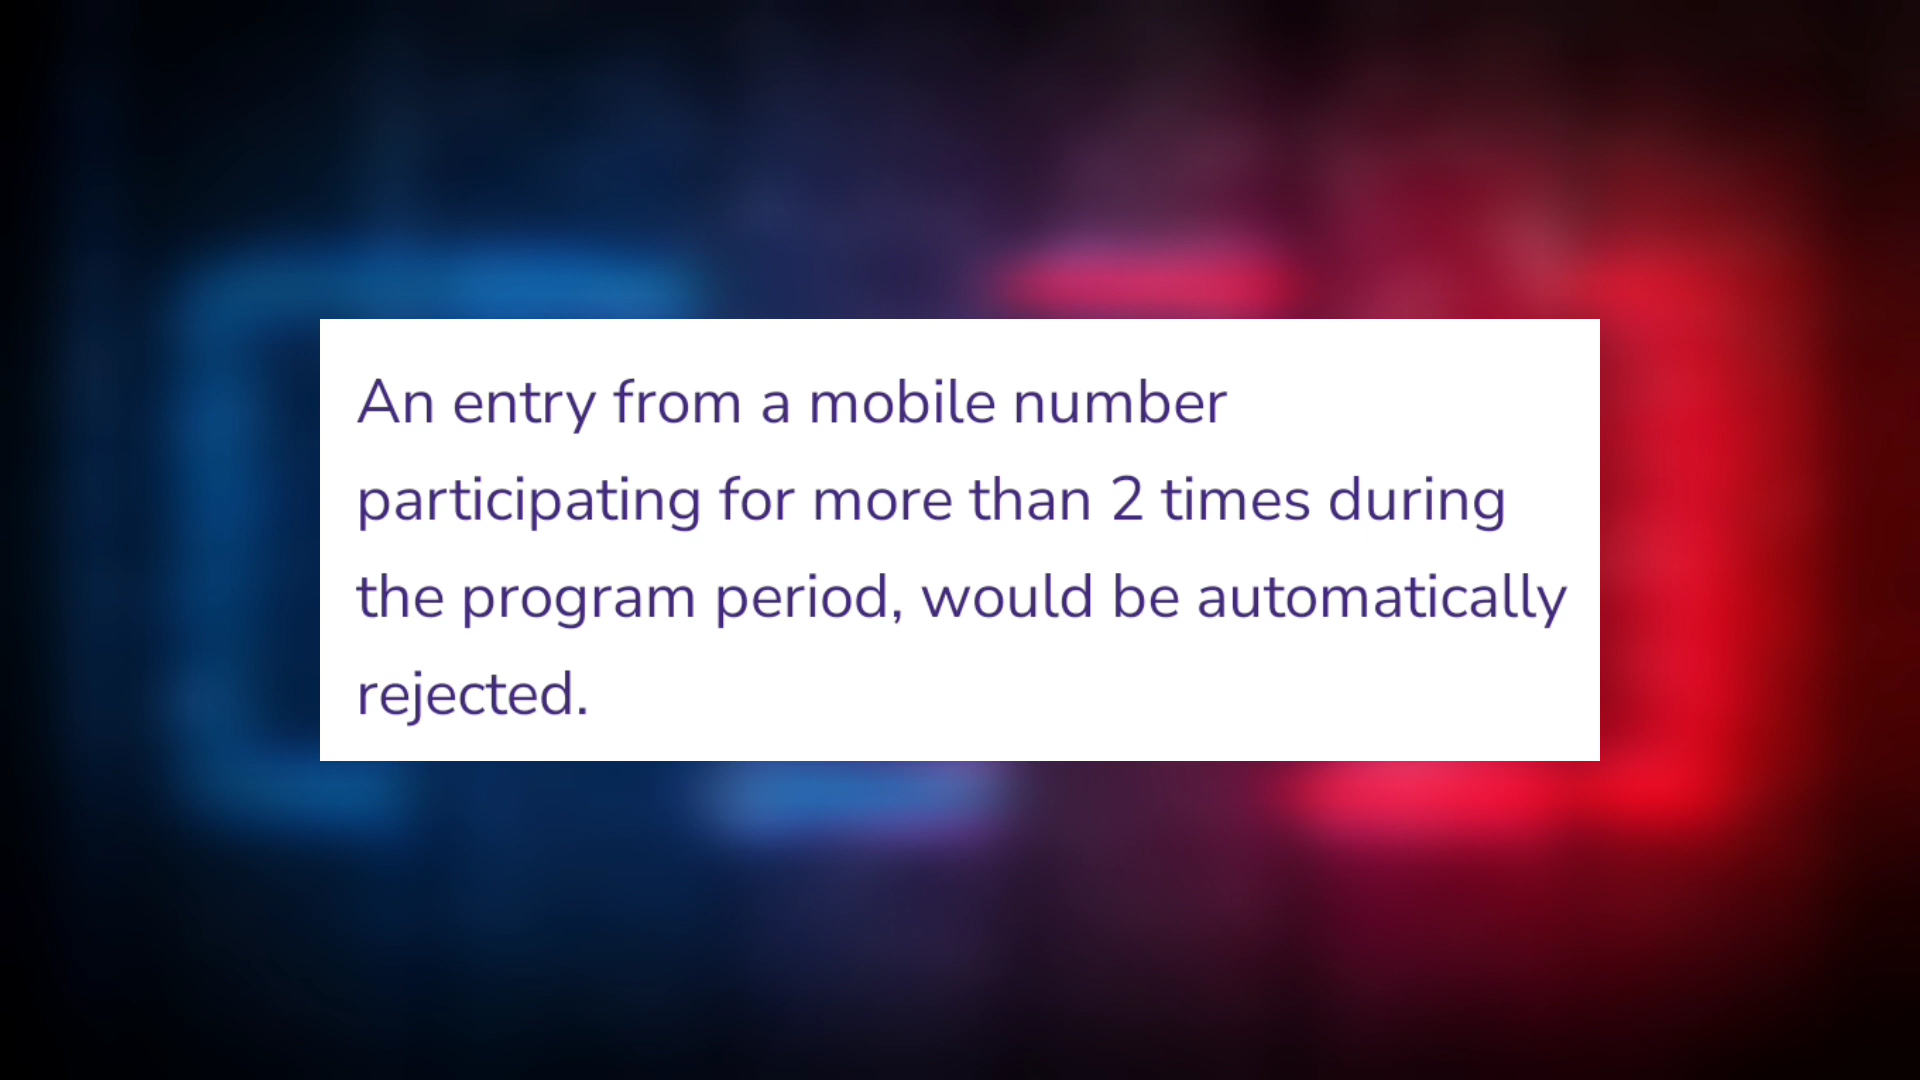 An entry from a mobile number
participating for more than 2 times during
the program period, would be automatically
rejected.